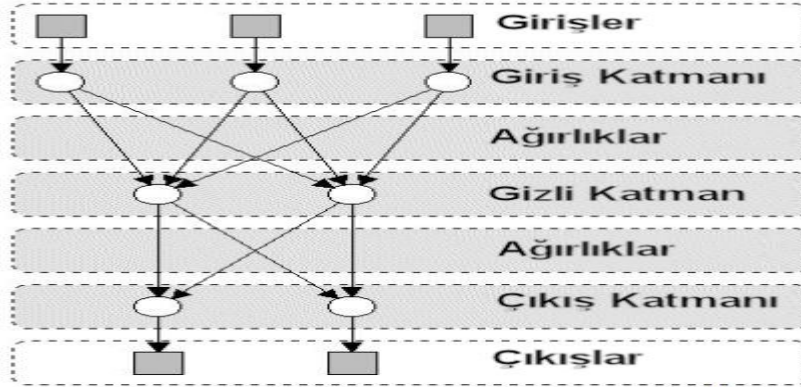 Girişler
Giriş Katmanı
Ağırlıklar
Gizli Katman
Ağırlıklar
Çıkış Katmanı
Çıkışlar